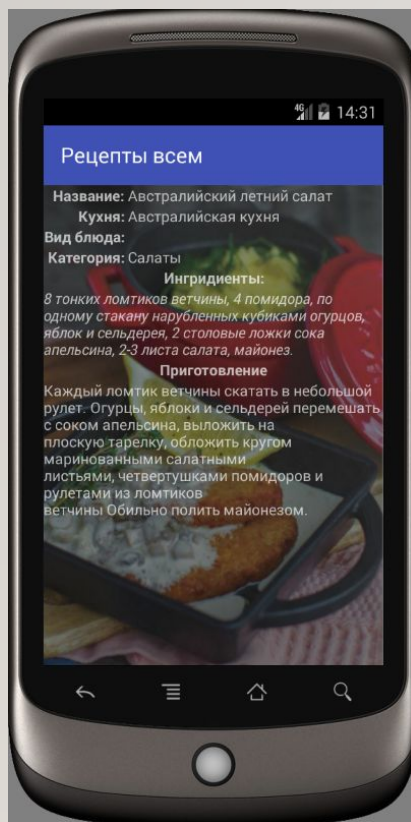 4G 14:31
Рецепты всем
Название: Австралийский летний салат
Кухня: Австралийская кухня
Вид блюда:
Категория: Салаты
Ингридиенты:
8 тонких ломтиков ветчины, 4 помидора, по
одному стакану нарубленных кубиками огурцов,
яблок и сельдерея, 2 столовые ложки сока
апельсина, 2-3 листа салата, майонез.
Приготовление
Каждый ломтик ветчины скатать в небольшой
рулет. Огурцы, яблоки и сельдерей перемешать
с соком апельсина, выложить на
плоскую тарелку, обложить кругом
маринованными салатными
листьями, четвертушками помидоров и
рулетами из ломтиков
ветчины Обильно полить майонезом.